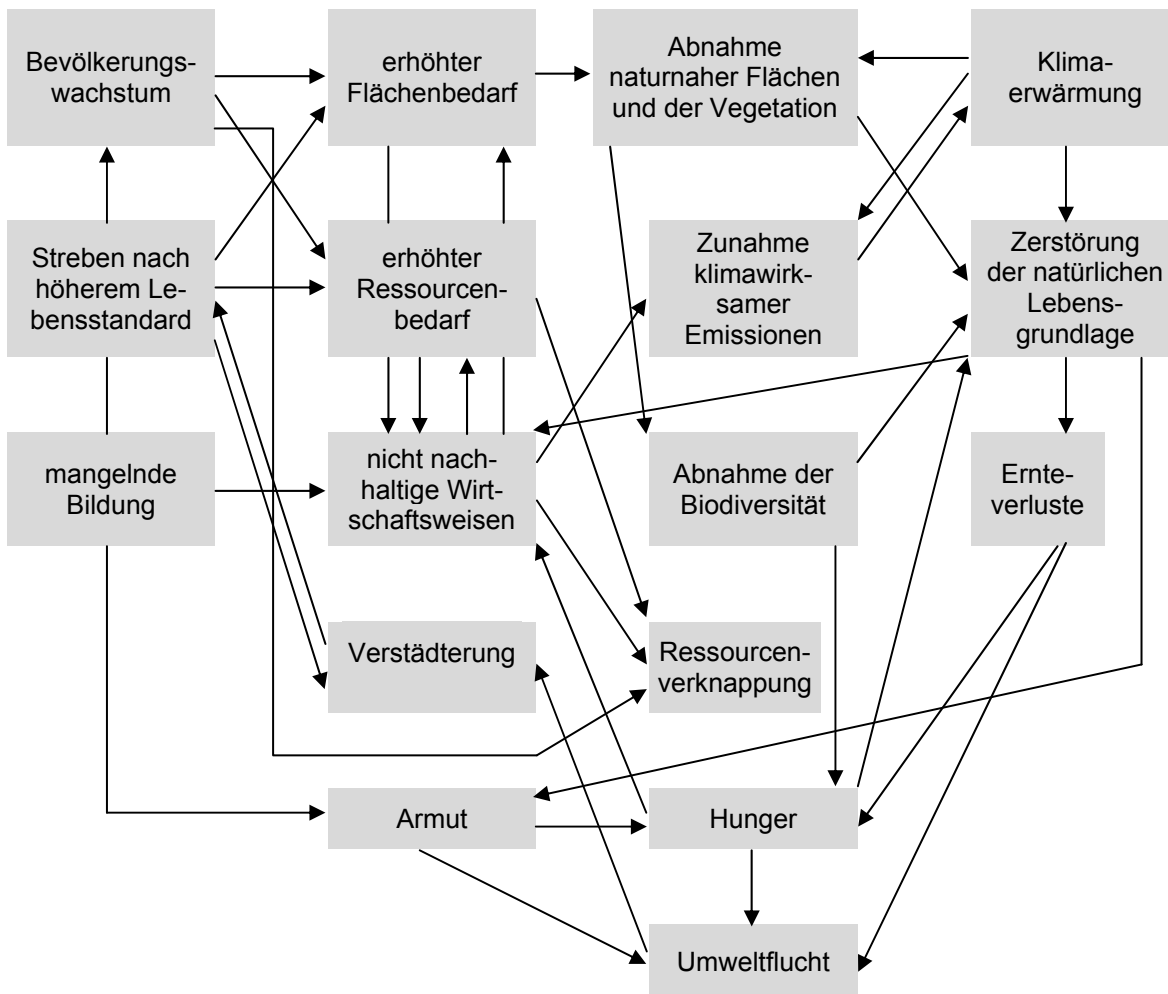 Bevölkerungs-
wachstum
erhöhter
Flächenbedarf
Abnahme
naturnaher Flächen
und der Vegetation
Klima-
erwärmung
Streben nach
höherem Le-
bensstandard
erhöhter
Ressourcen-
bedarf
Zunahme
klimawirk-
samer
Emissionen
Zerstörung
der natürlichen
Lebens-
grundlage
mangelnde
Bildung
nicht nach-
haltige Wirt-
schaftsweisen
Abnahme der
Biodiversität
Ernte-
verluste
Verstädterung
Ressourcen-
verknappung
Armut
Hunger
Umweltflucht